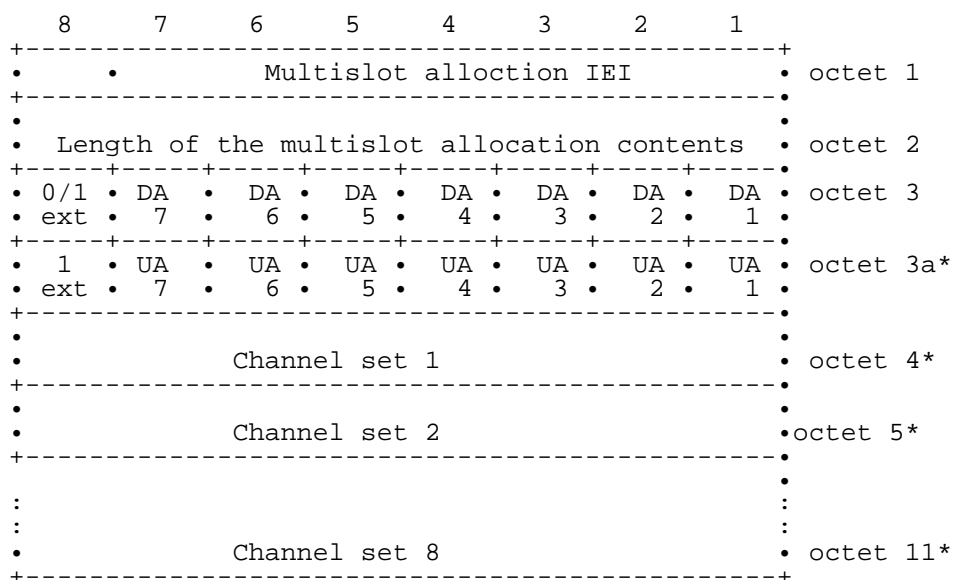 8 7 6 5 4 3 2 1
Multislot alloction IEI octet 1
Length of the multislot allocation contents octet 2
0/1 DA DA DA DA DA DA DA octet 3
ext 7 6 5 4 3 2 1
1 UA UA UA UA UA UA UA octet 3a*
ext 7 6 5 4 3 2 1
Channel set 1 octet 4*
Channel set 2 octet 5*
: :
: :
Channel set 8 octet 11*